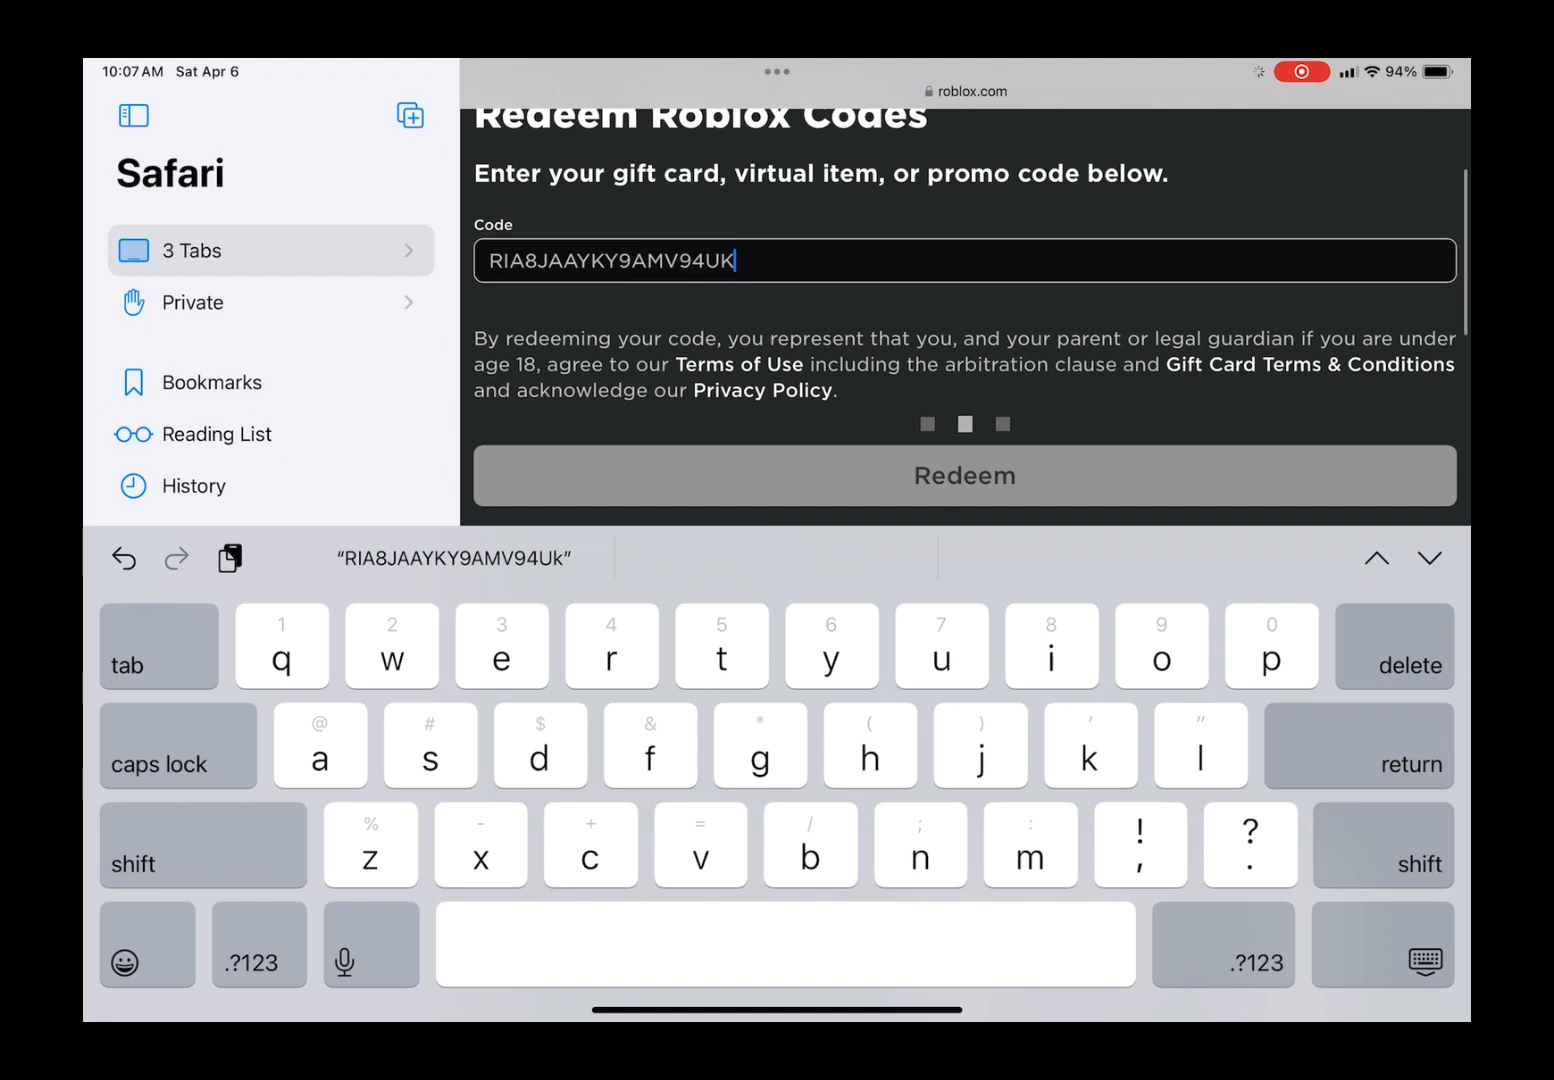 10:07 AM Sat Apr 6
94%
roblox.com
Safari
3 Tabs
Private
Bookmarks
Reading List
History
Redeem Roblox Codes
Enter your gift card, virtual item, or promo code below.
Code
RIA8JAAYKY9AMV94UK
By redeeming your code, you represent that you, and your parent or legal guardian if you are under
age 18, agree to our Terms of Use including the arbitration clause and Gift Card Terms & Conditions
and acknowledge our Privacy Policy.
Redeem
“RIA8JAAYKY9AMV94Uk”
1 2 3 4 5 6 7 8 9 0
tab q w e r t y u i o p delete
@ # $ & * ( ) ' "
caps lock a s d f g h j k l return
% - + = / ; : ! ?
shift z x c v b n m , . shift
.?123 .?123